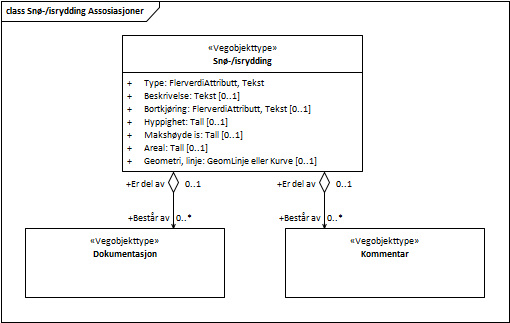 class Snø-/isrydding Assosiasjoner
«Vegobjekttype»
Snø-/isrydding
+ Type: FlerverdiAttributt, Tekst
+ Beskrivelse: Tekst [0..1]
+ Bortkjøring: FlerverdiAttributt, Tekst [0..1]
+ Hyppighet: Tall [0..1]
+ Makshøyde is: Tall [0..1]
+ Areal: Tall [0..1]
+ Geometri, linje: GeomLinje eller Kurve [0..1]
+Er del av 0..1
+Består av 0..*
«Vegobjekttype»
Dokumentasjon
+Er del av 0..1
+Består av 0..*
«Vegobjekttype»
Kommentar